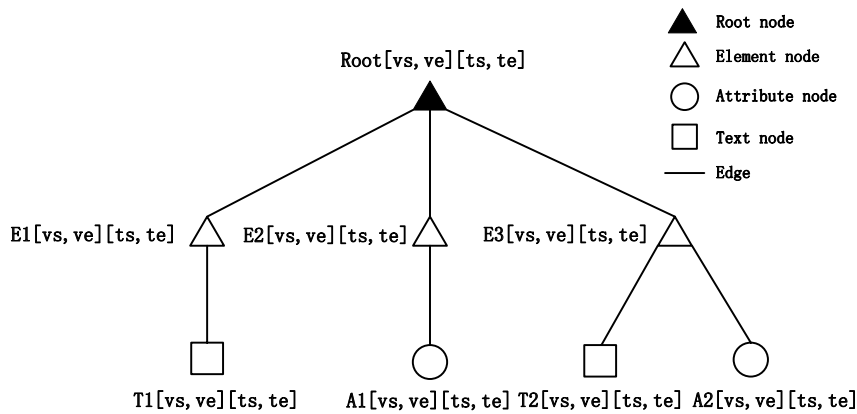 Root node
Root[vs, ve][ts, te]
Element node
Attribute node
Text node
Edge
E1[vs, ve][ts, te]
E2[vs, ve][ts, te]
E3[vs, ve][ts, te]
T1[vs, ve][ts, te]
A1[vs, ve][ts, te]
T2[vs, ve][ts, te]
A2[vs, ve][ts, te]